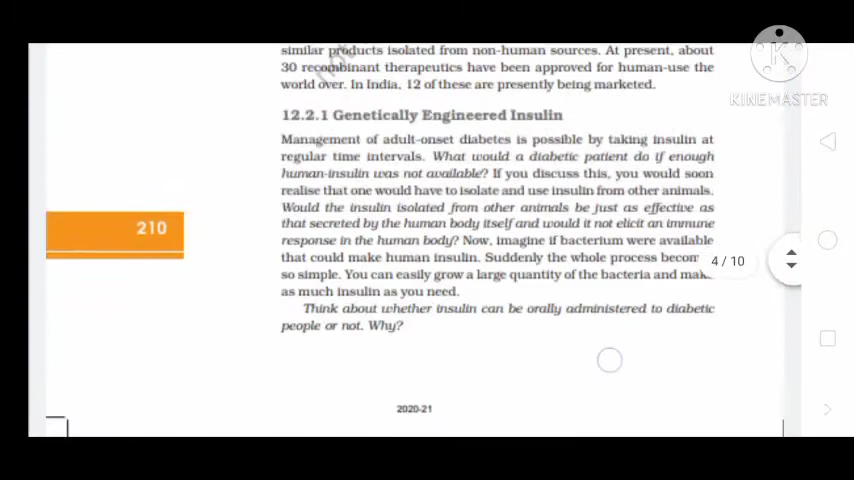 similar products isolated from non-human sources. At present, about
30 recombinant therapeutics have been approved for human-use the
world over. In India, 12 of these are presently being marketed.
KINEMASTER
12.2.1 Genetically Engineered Insulin
Management of adult-onset diabetes is possible by taking insulin at
regular time intervals. What would a diabetic patient do if enough
human-insulin was not available? If you discuss this, you would soon
realise that one would have to isolate and use insulin from other animals.
Would the insulin isolated from other animals be just as effective as
that secreted by the human body itself and would it not elicit an immune
response in the human body? Now, imagine if bacterium were available
that could make human insulin. Suddenly the whole process becom
so simple. You can easily grow a large quantity of the bacteria and mak
as much insulin as you need.
Think about whether insulin can be orally administered to diabetic
people or not. Why?
210
4 / 10
2020-21
not
K